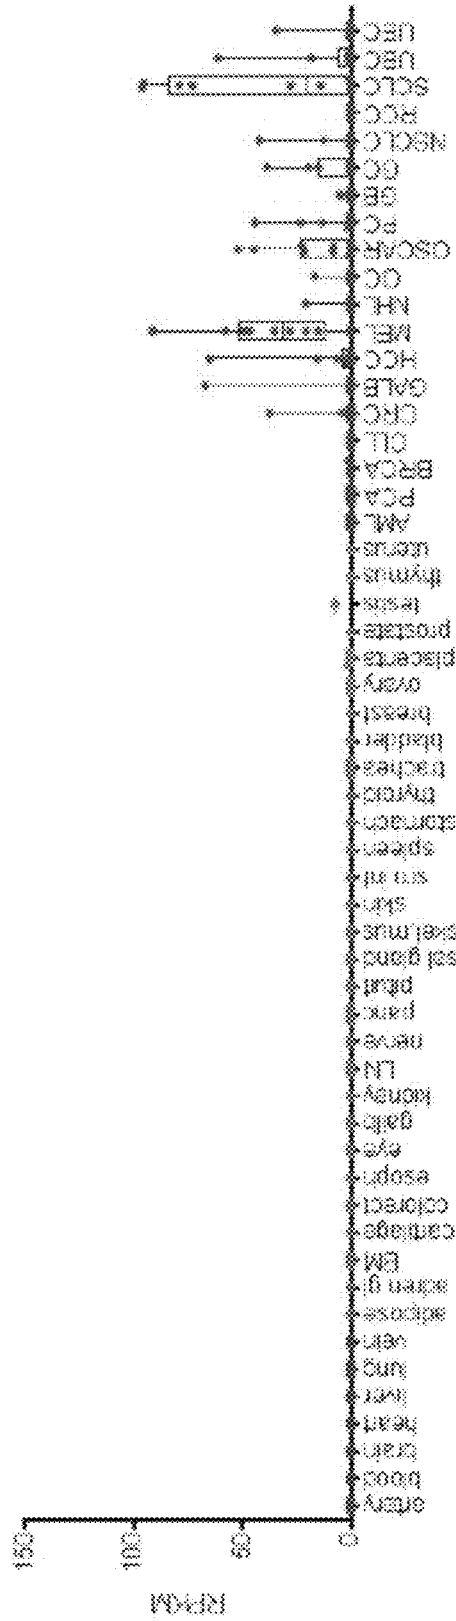 RPKM
150
100
50
0
artery
blood
brain
heart
liver
lung
vein
adipose
adren gl
BM
cartilage
colorect
esoph
eye
gallb
kidney
LN
nerve
panc
pituit
sal gland
skel mus
skin
sm int
spleen
stomach
thyroid
trachea
bladder
breast
ovary
placenta
prostate
testis
thymus
uterus
AML
PCA
BRCA
CLL
CRC
GALB
HCC
MEL
NHL
OC
OSCAR
PC
GB
GC
NSCLC
RCC
SCLC
UBC
UEC